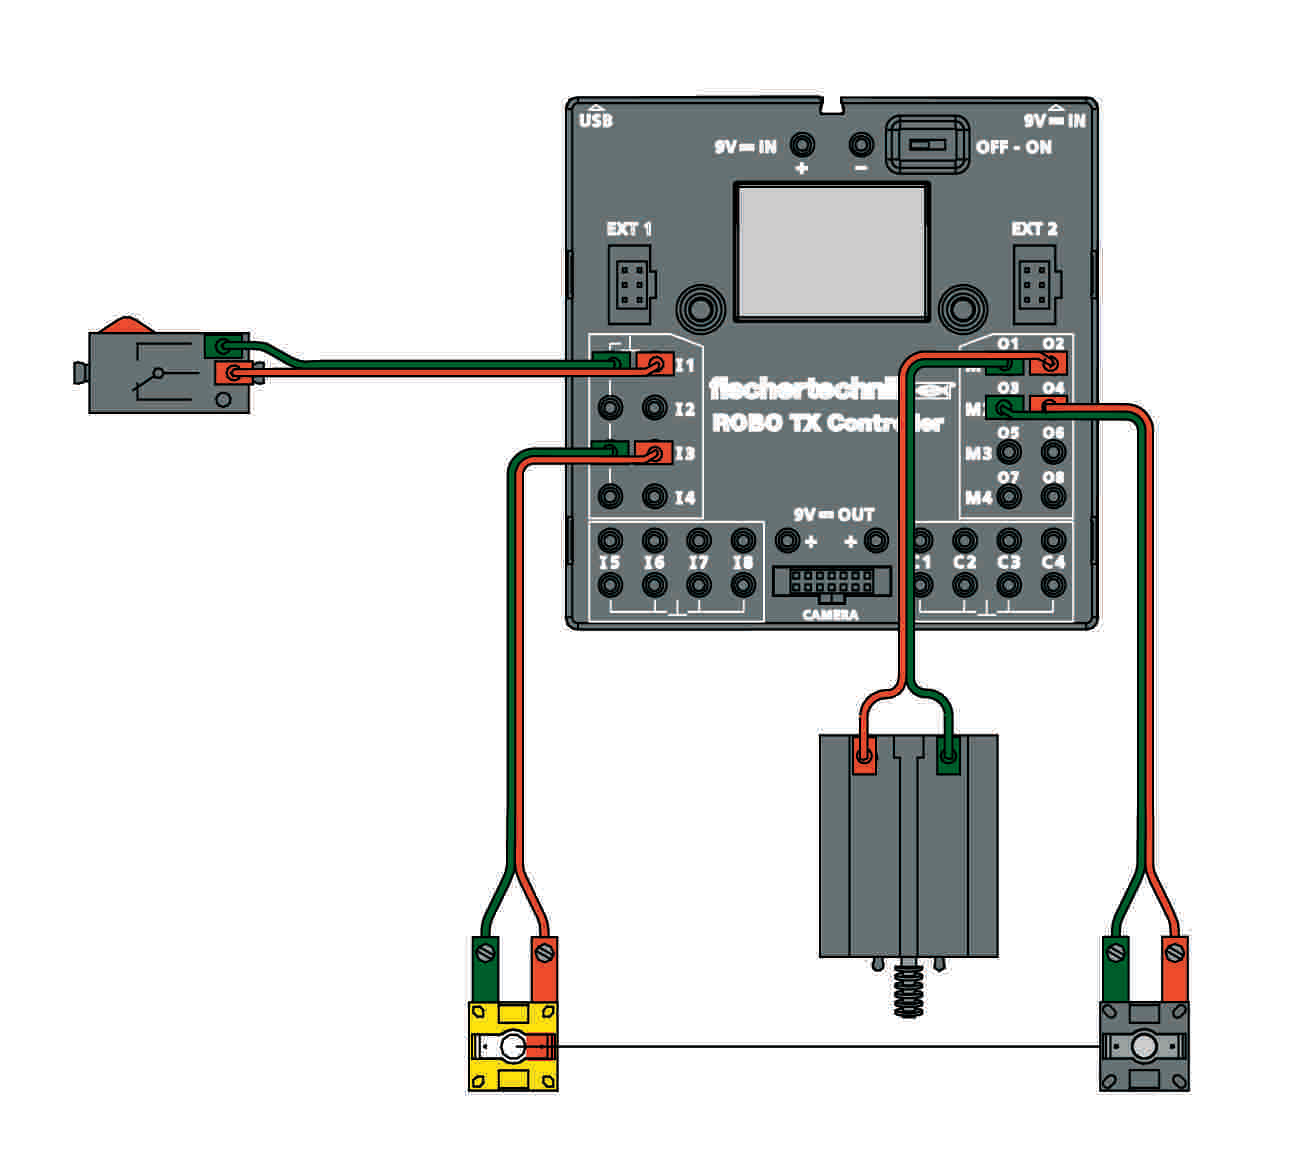 USB
9V IN
9V IN
+ −
OFF - ON
EXT 1
EXT 2
O1 O2
I1
fischertechnik
O3 O4
I2
ROBO TX Controller
O5 O6
I3
M3
O7 O8
I4
M4
9V OUT
+ +
I5 I6 I7 I8
C1 C2 C3 C4
CAMERA